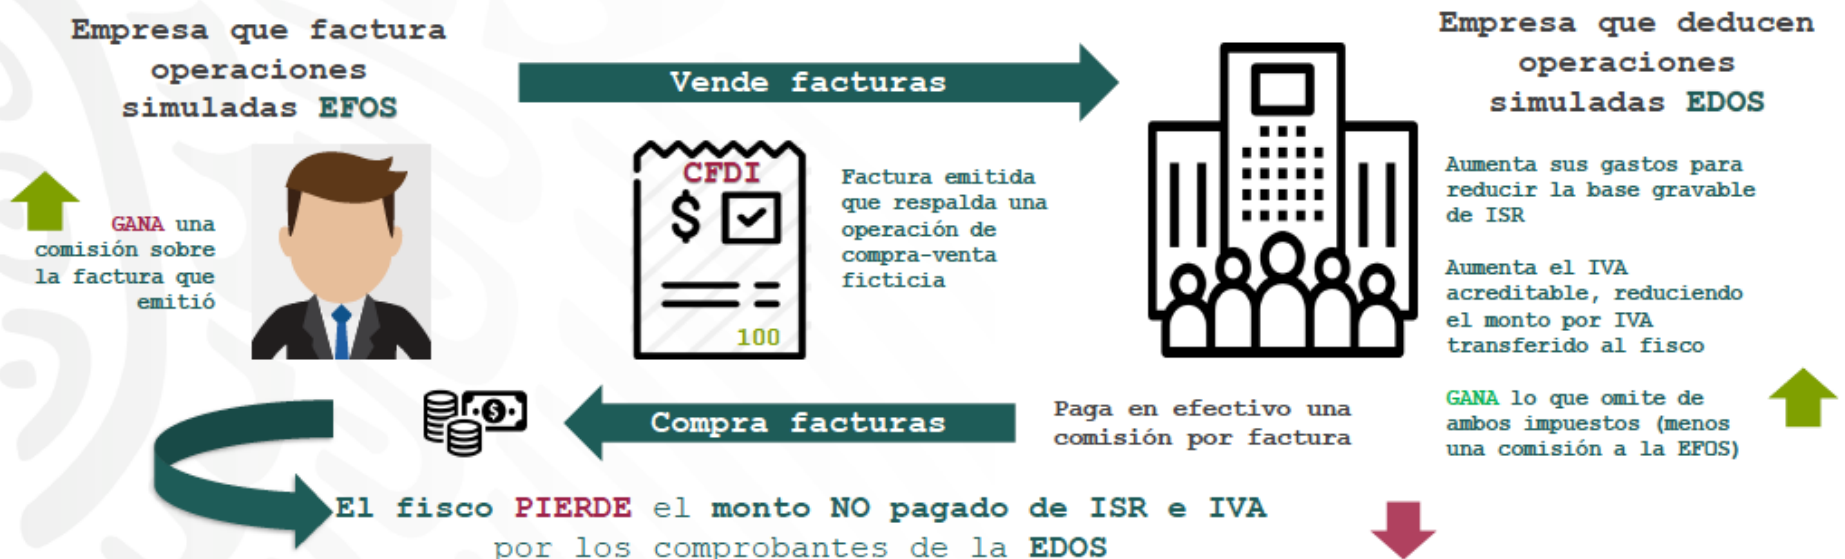 Empresa que factura
operaciones
simuladas EFOS
GANA una
comisión sobre
la factura que
emitió
Vende facturas
CFDI
$
100
Factura emitida
que respalda una
operación de
compra-venta
ficticia
Empresa que deducen
operaciones
simuladas EDOS
Aumenta sus gastos para
reducir la base gravable
de ISR
Aumenta el IVA
acreditable, reduciendo
el monto por IVA
transferido al fisco
GANA lo que omite de
ambos impuestos (menos
una comisión a la EFOS)
$
Compra facturas
Paga en efectivo una
comisión por factura
El fisco PIERDE el monto NO pagado de ISR e IVA
por los comprobantes de la EDOS